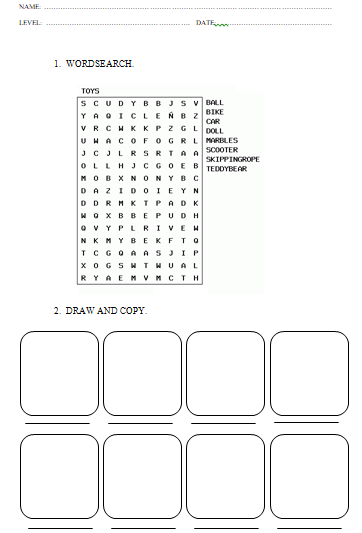 NAME:
LEVEL: DATE
1. WORDSEARCH.
TOYS
S C U D Y B B J S V
Y A Q I C L E Ñ B Z
V R C W K K P Z G L
U W A C O F O G R L
J C J L R S R T A A
O L L H J C G O E B
M O B X N O N Y B C
D A Z I D O I E Y N
D D R M K T P A D K
W Q X B B E P U D H
Q V Y P L R I V E W
N K M Y B E K F T Q
T C G Q A A S J I P
X O G S W T W U A L
R Y A E M V M C T H
BALL
BIKE
CAR
DOLL
MARBLES
SCOOTER
SKIPPINGROPE
TEDDYBEAR
2. DRAW AND COPY.